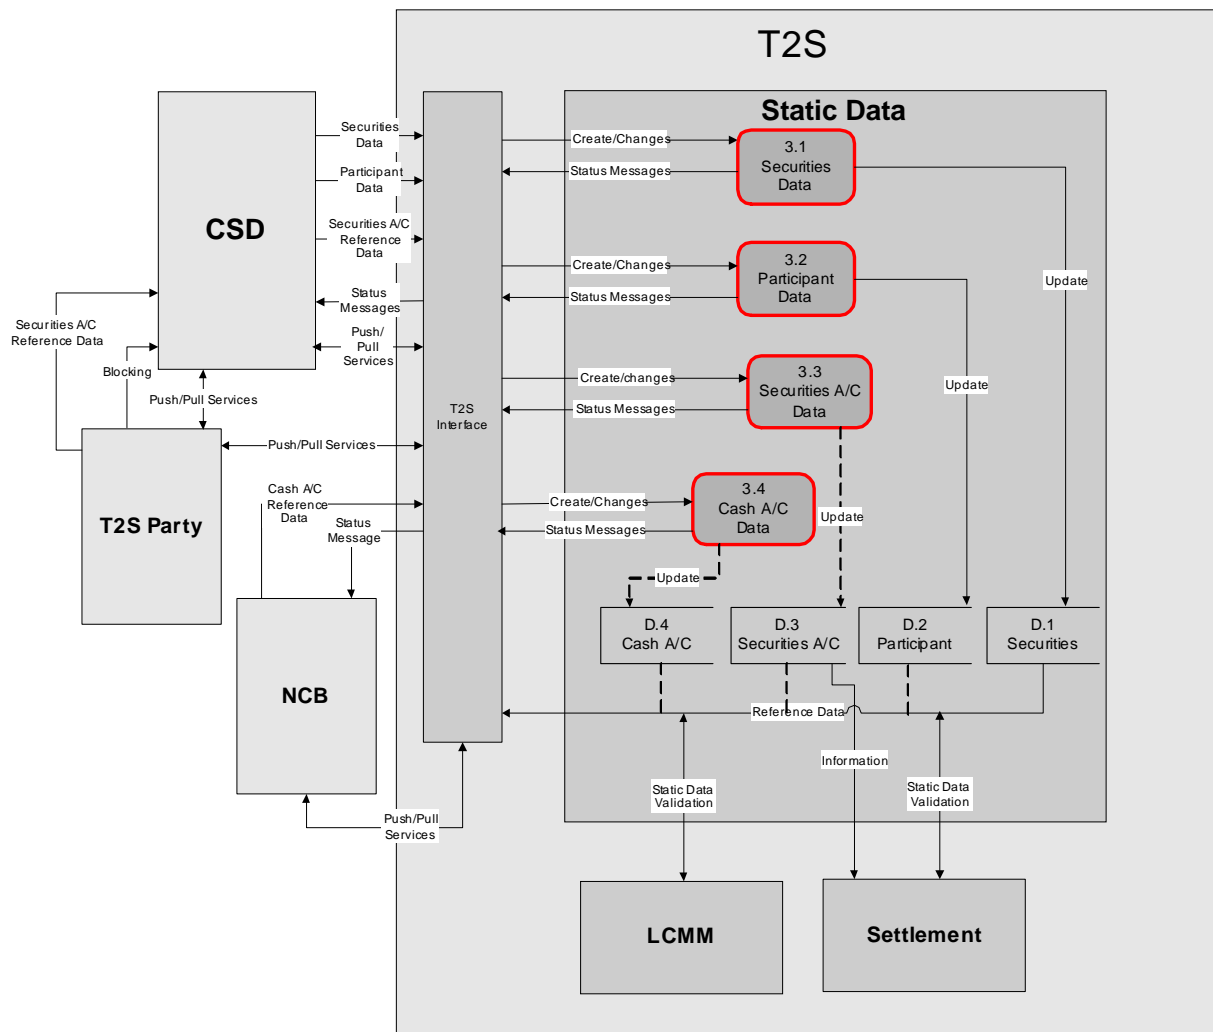 T2S
Static Data
CSD
Securities
Data
Participant
Data
Securities A/C
Reference
Data
Status
Messages
Push/
Pull
Services
Securities A/C
Reference Data
Blocking
Push/Pull Services
T2S Party
Push/Pull Services
Cash A/C
Reference
Data
Status
Message
NCB
Push/Pull
Services
T2S
Interface
Create/Changes
Status Messages
3.1
Securities
Data
Update
Create/Changes
Status Messages
3.2
Participant
Data
Update
Create/changes
Status Messages
3.3
Securities A/C
Data
Update
Create/Changes
Status Messages
3.4
Cash A/C
Data
Update
D.4
Cash A/C
D.3
Securities A/C
D.2
Participant
D.1
Securities
Reference Data
Static Data
Validation
Information
Static Data
Validation
LCMM
Settlement